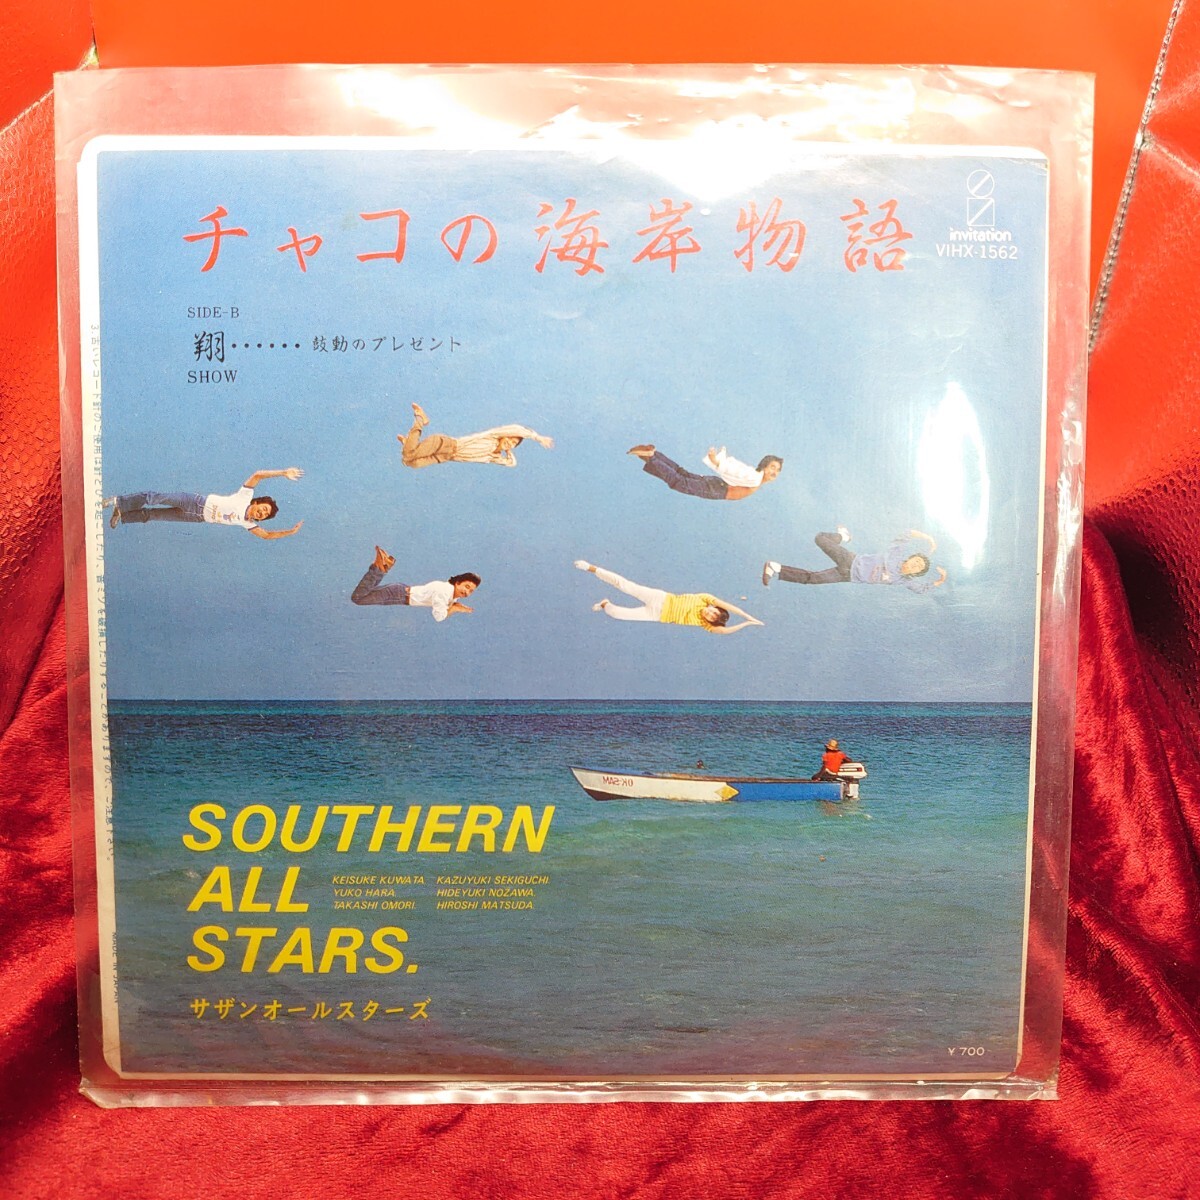 チャコの海岸物語
invitation
VIHX-1562
SIDE-B
翔‥‥‥鼓動のプレゼント
SHOW
SOUTHERN
ALL
STARS.
KEISUKE KUWATA.
YUKO HARA.
TAKASHI OMORI.
KAZUYUKI SEKIGUCHI.
HIDEYUKI NOZAWA.
HIROSHI MATSUDA.
サザンオールスターズ
¥700